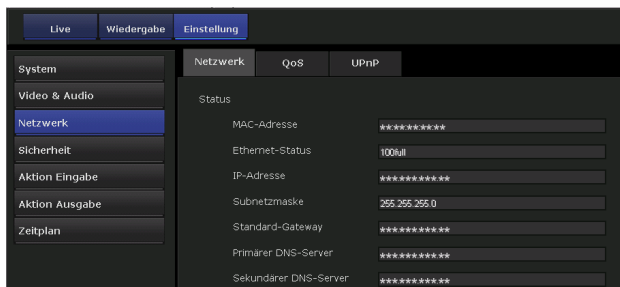 Live Wiedergabe Einstellung
System
Video & Audio
Netzwerk
Sicherheit
Aktion Eingabe
Aktion Ausgabe
Zeitplan
Netzwerk QoS UPnP
Status
MAC-Adresse **:**:**:**:**
Ethernet-Status 100full
IP-Adresse ***.***.***.**
Subnetzmaske 255.255.255.0
Standard-Gateway ***.***.***.**
Primärer DNS-Server ***.***.***.**
Sekundärer DNS-Server ***.***.***.**